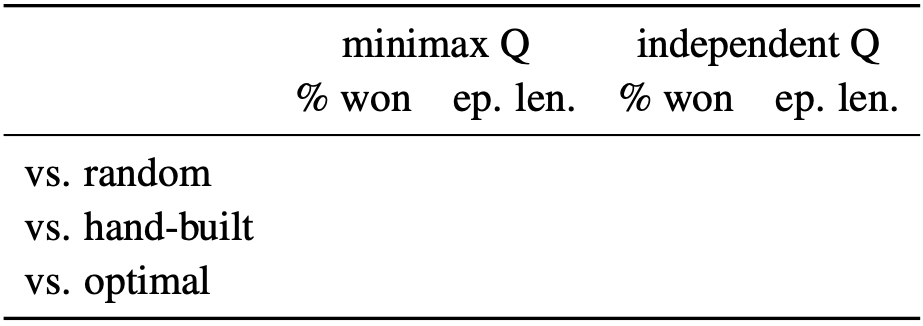 minimax Q independent Q
% won ep. len. % won ep. len.
vs. random
vs. hand-built
vs. optimal